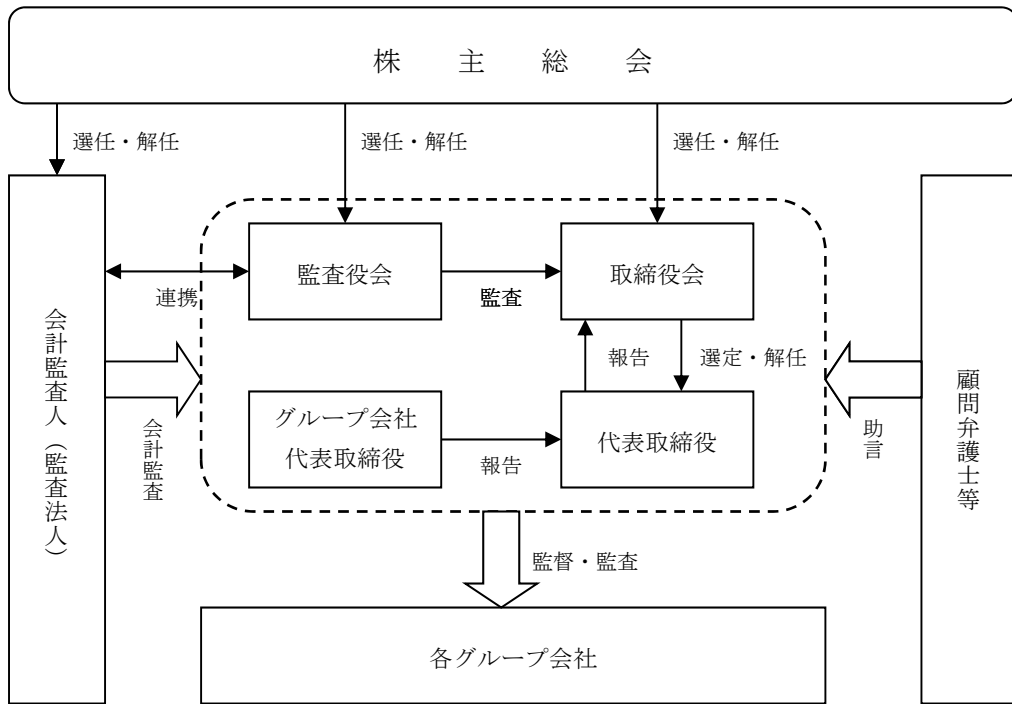 株 主 総 会
選任・解任
選任・解任
選任・解任
監査役会
取締役会
連携
監査
会計監査人（監査法人）
報告
選定・解任
顧問弁護士等
会計監査
グループ会社
代表取締役
報告
代表取締役
助言
監督・監査
各グループ会社